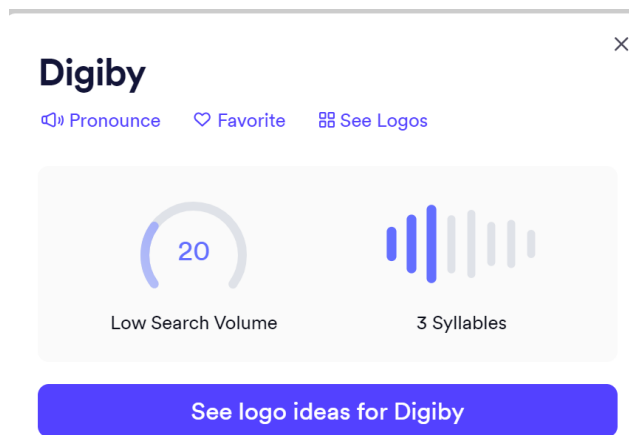 Digiby
Pronounce Favorite See Logos
20
Low Search Volume 3 Syllables
See logo ideas for Digiby